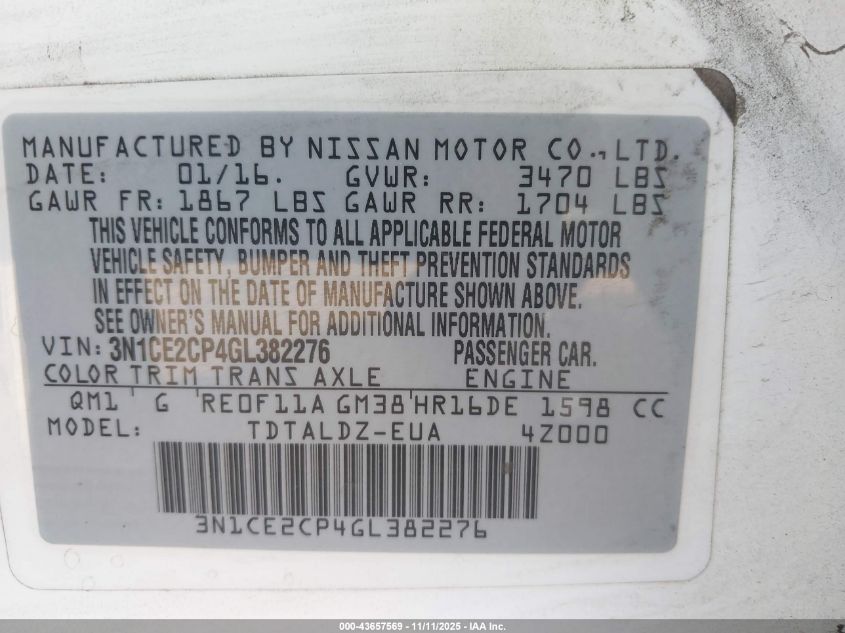 MANUFACTURED BY NISSAN MOTOR CO., LTD.
DATE: 01/16. GVWR: 3470 LBS
GAWR FR: 1867 LBS GAWR RR: 1704 LBS
THIS VEHICLE CONFORMS TO ALL APPLICABLE FEDERAL MOTOR
VEHICLE SAFETY, BUMPER AND THEFT PREVENTION STANDARDS
IN EFFECT ON THE DATE OF MANUFACTURE SHOWN ABOVE.
SEE OWNER'S MANUAL FOR ADDITIONAL INFORMATION.
VIN: 3N1CE2CP4GL382276 PASSENGER CAR.
COLOR TRIM TRANS AXLE ENGINE
QM1 G RE0F11A GM38 HR16DE 1598 CC
MODEL: TDTALDZ-EUA 4Z000
3N1CE2CP4GL382276
000-43657569 - 11/11/2025 - IAA Inc.